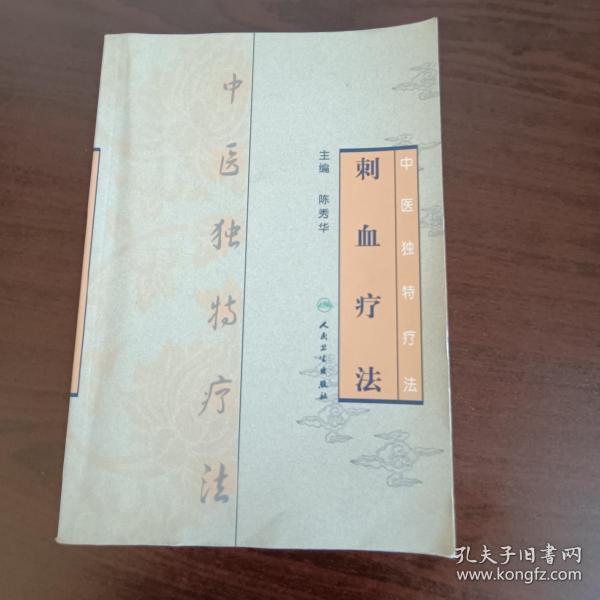 中医独特疗法
刺血疗法
主编 陈秀华
人民卫生出版社
中医独特疗法
孔夫子旧书网
www.kongfz.com